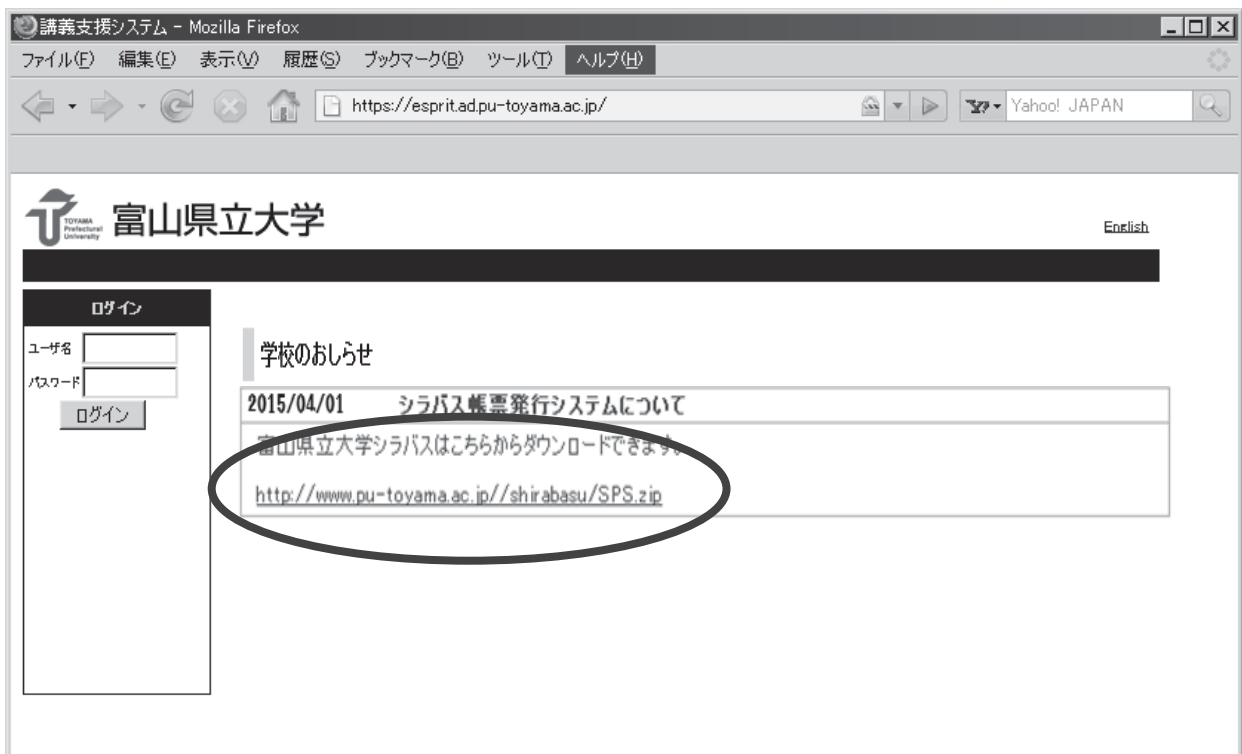 講義支援システム - Mozilla Firefox
ファイル(F) 編集(E) 表示(V) 履歴(S) ブックマーク(B) ツール(T) ヘルプ(H)
https://esprit.ad.pu-toyama.ac.jp/ Yahoo! JAPAN
TOYAMA
Prefectural
University
富山県立大学
English
ログイン
ユーザ名
パスワード
ログイン
学校のおしらせ
2015/04/01 シラバス帳票発行システムについて
富山県立大学シラバスはこちらからダウンロードできます。
http://www.pu-toyama.ac.jp//shirabasu/SPS.zip